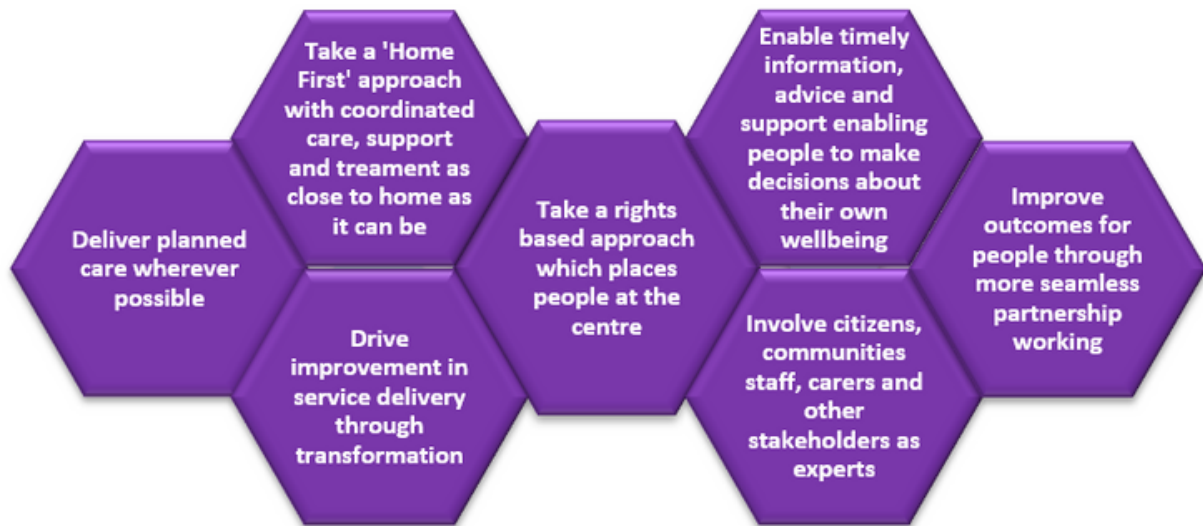 Deliver planned
care wherever
possible
Take a 'Home
First' approach
with coordinated
care, support
and treament as
close to home as
it can be
Drive
improvement in
service delivery
through
transformation
Take a rights
based approach
which places
people at the
centre
Enable timely
information,
advice and
support enabling
people to make
decisions about
their own
wellbeing
Involve citizens,
communities
staff, carers and
other
stakeholders as
experts
Improve
outcomes for
people through
more seamless
partnership
working